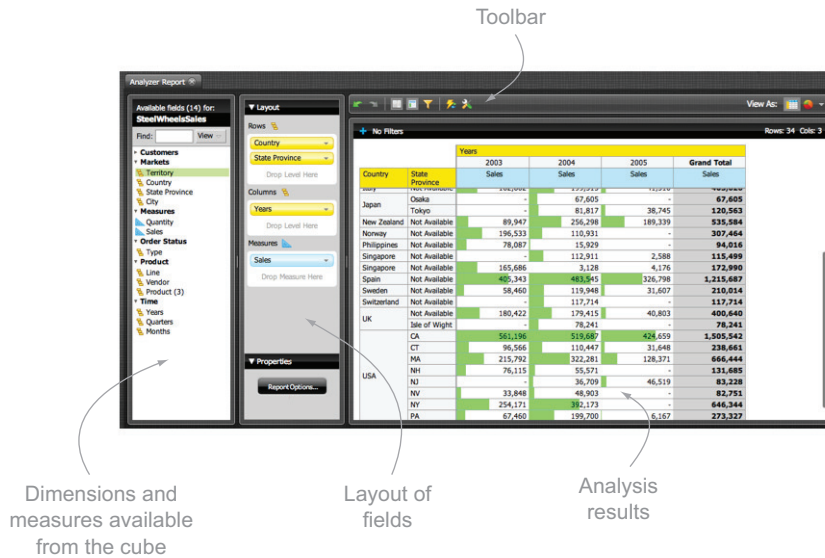 Toolbar
Analyzer Report
Available fields (14) for:
SteelWheelsSales
Find:
View
Customers
Markets
Territory
Country
State Province
City
Measures
Quantity
Sales
Order Status
Type
Product
Line
Vendor
Product (3)
Time
Years
Quarters
Months
Layout
Rows
Country
State Province
Drop Level Here
Columns
Years
Drop Level Here
Measures
Sales
Drop Measure Here
Properties
Report Options...
View As:
No Filters
Rows: 34 Cols: 3
Years
2003 2004 2005 Grand Total
Country State Province Sales Sales Sales Sales
Japan Osaka - 67,605 - 67,605
Tokyo - 81,817 38,745 120,563
New Zealand Not Available 89,947 256,298 189,339 535,584
Norway Not Available 196,533 110,931 - 307,464
Philippines Not Available 78,087 15,929 - 94,016
Singapore Not Available - 112,911 2,588 115,499
Singapore Not Available 165,686 3,128 4,176 172,990
Spain Not Available 405,343 483,545 326,798 1,215,687
Sweden Not Available 58,460 119,948 31,607 210,014
Switzerland Not Available - 117,714 - 117,714
UK Not Available 180,422 179,415 40,803 400,640
Isle of Wight - 78,241 - 78,241
USA CA 561,196 519,687 424,659 1,505,542
CT 96,566 110,447 31,648 238,661
MA 215,792 322,281 128,371 666,444
NH 76,115 55,571 - 131,685
NJ - 36,709 46,519 83,228
NV 33,848 48,903 - 82,751
NY 254,171 392,173 - 646,344
PA 67,460 199,700 6,167 273,327
Dimensions and
measures available
from the cube
Layout of
fields
Analysis
results